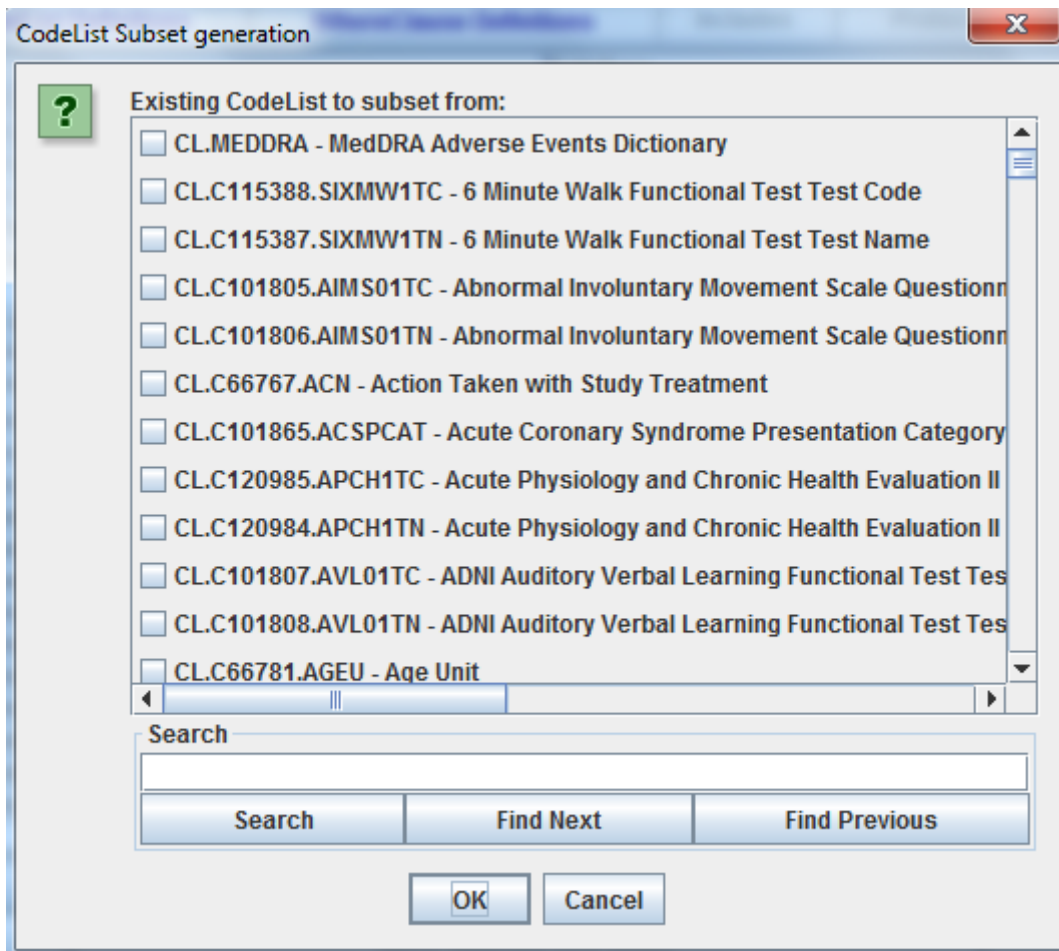 CodeList Subset generation
?
Existing CodeList to subset from:
CL.MEDDRA - MedDRA Adverse Events Dictionary
CL.C115388.SIXMW1TC - 6 Minute Walk Functional Test Test Code
CL.C115387.SIXMW1TN - 6 Minute Walk Functional Test Test Name
CL.C101805.AIMS01TC - Abnormal Involuntary Movement Scale Questionn
CL.C101806.AIMS01TN - Abnormal Involuntary Movement Scale Questionn
CL.C66767.ACN - Action Taken with Study Treatment
CL.C101865.ACSPCAT - Acute Coronary Syndrome Presentation Category
CL.C120985.APCH1TC - Acute Physiology and Chronic Health Evaluation II
CL.C120984.APCH1TN - Acute Physiology and Chronic Health Evaluation II
CL.C101807.AVL01TC - ADNI Auditory Verbal Learning Functional Test Tes
CL.C101808.AVL01TN - ADNI Auditory Verbal Learning Functional Test Tes
CL.C66781.AGEU - Age Unit
Search
Search Find Next Find Previous
OK Cancel